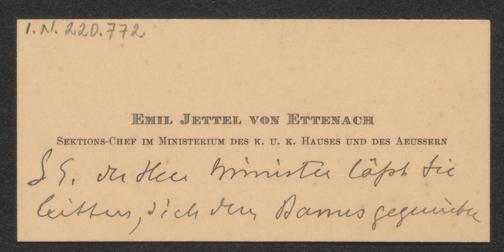 I.N. 220.772
EMIL JETTEL VON ETTENACH
SEKTIONS-CHEF IM MINISTERIUM DES K. U. K. HAUSES UND DES AEUSSERN
S E. der Herr Minister läßt Sie
bitten, sich dem Barnes gegenüber